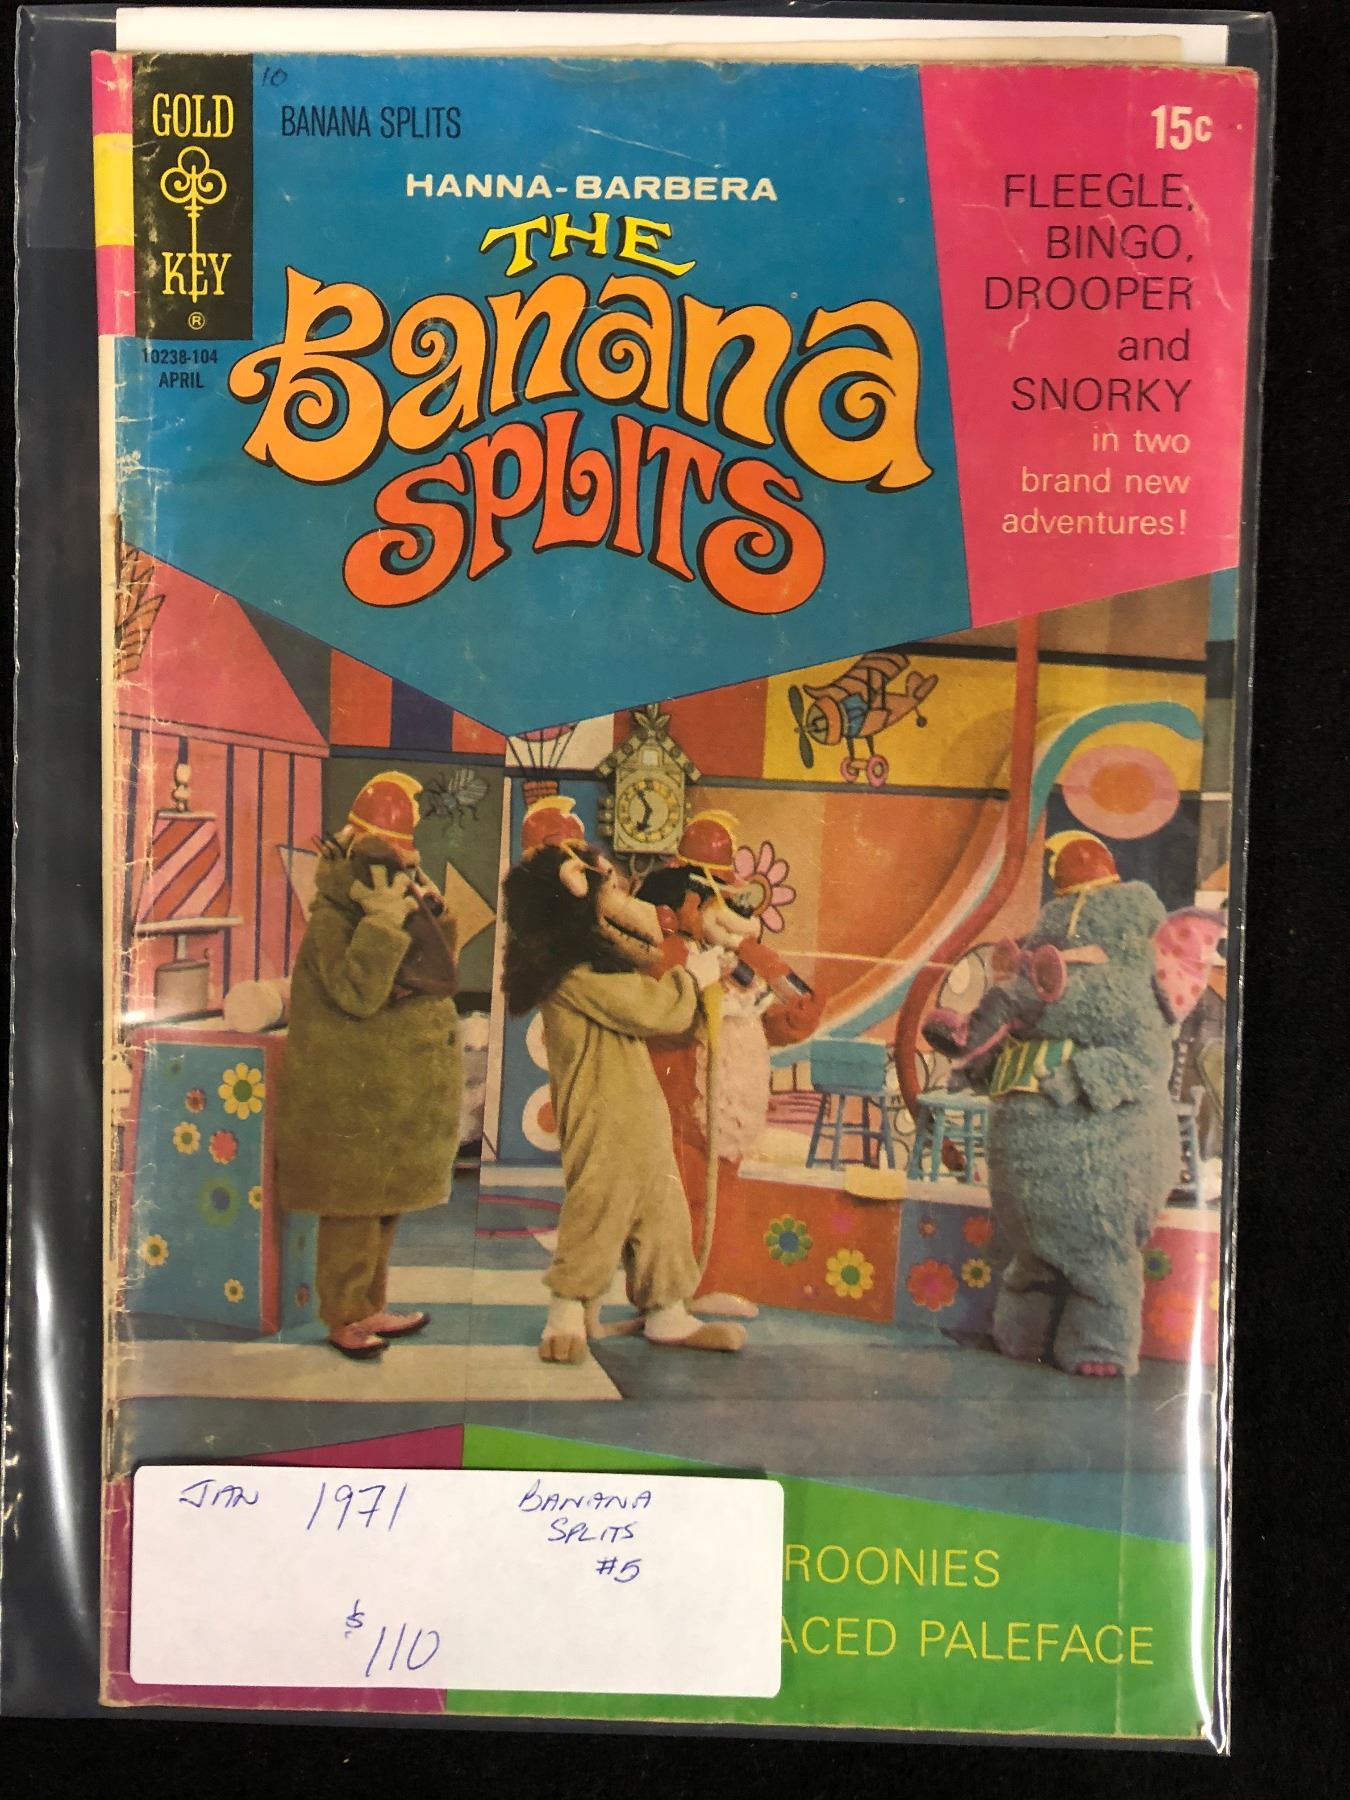 10
GOLD
KEY
®
10238-104
APRIL
BANANA SPLITS
HANNA-BARBERA
THE
Banana
SPLITS
15c
FLEEGLE,
BINGO,
DROOPER
and
SNORKY
in two
brand new
adventures!
JAN 1971
BANANA
SPLITS
#5
$110
ROONIES
ACED PALEFACE